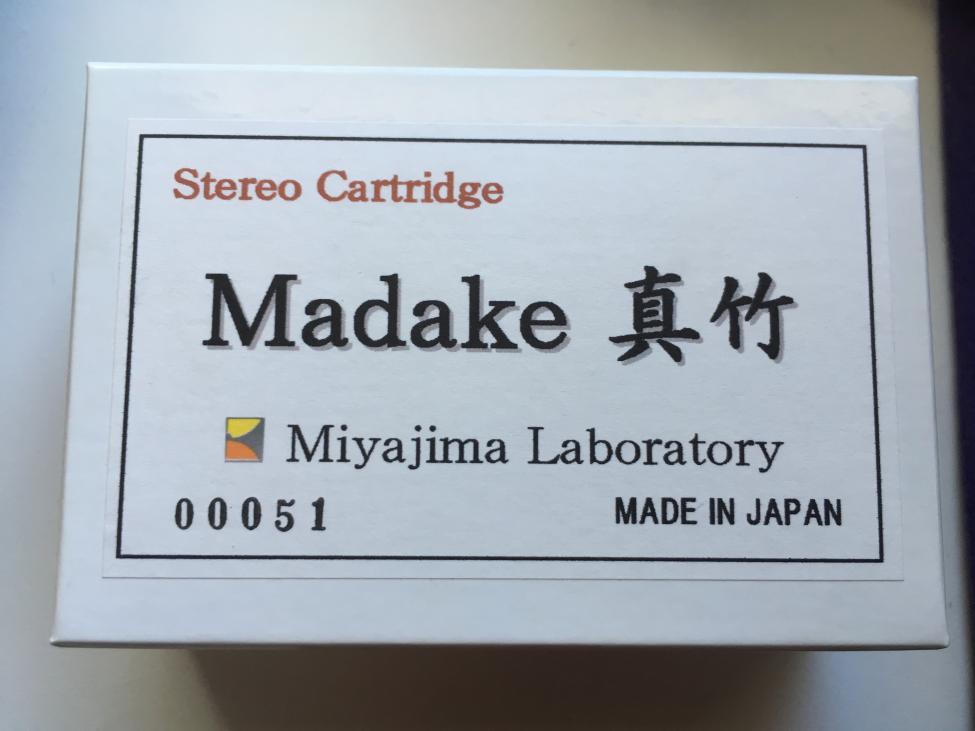 Stereo Cartridge
Madake 真竹
Miyajima Laboratory
00051 MADE IN JAPAN